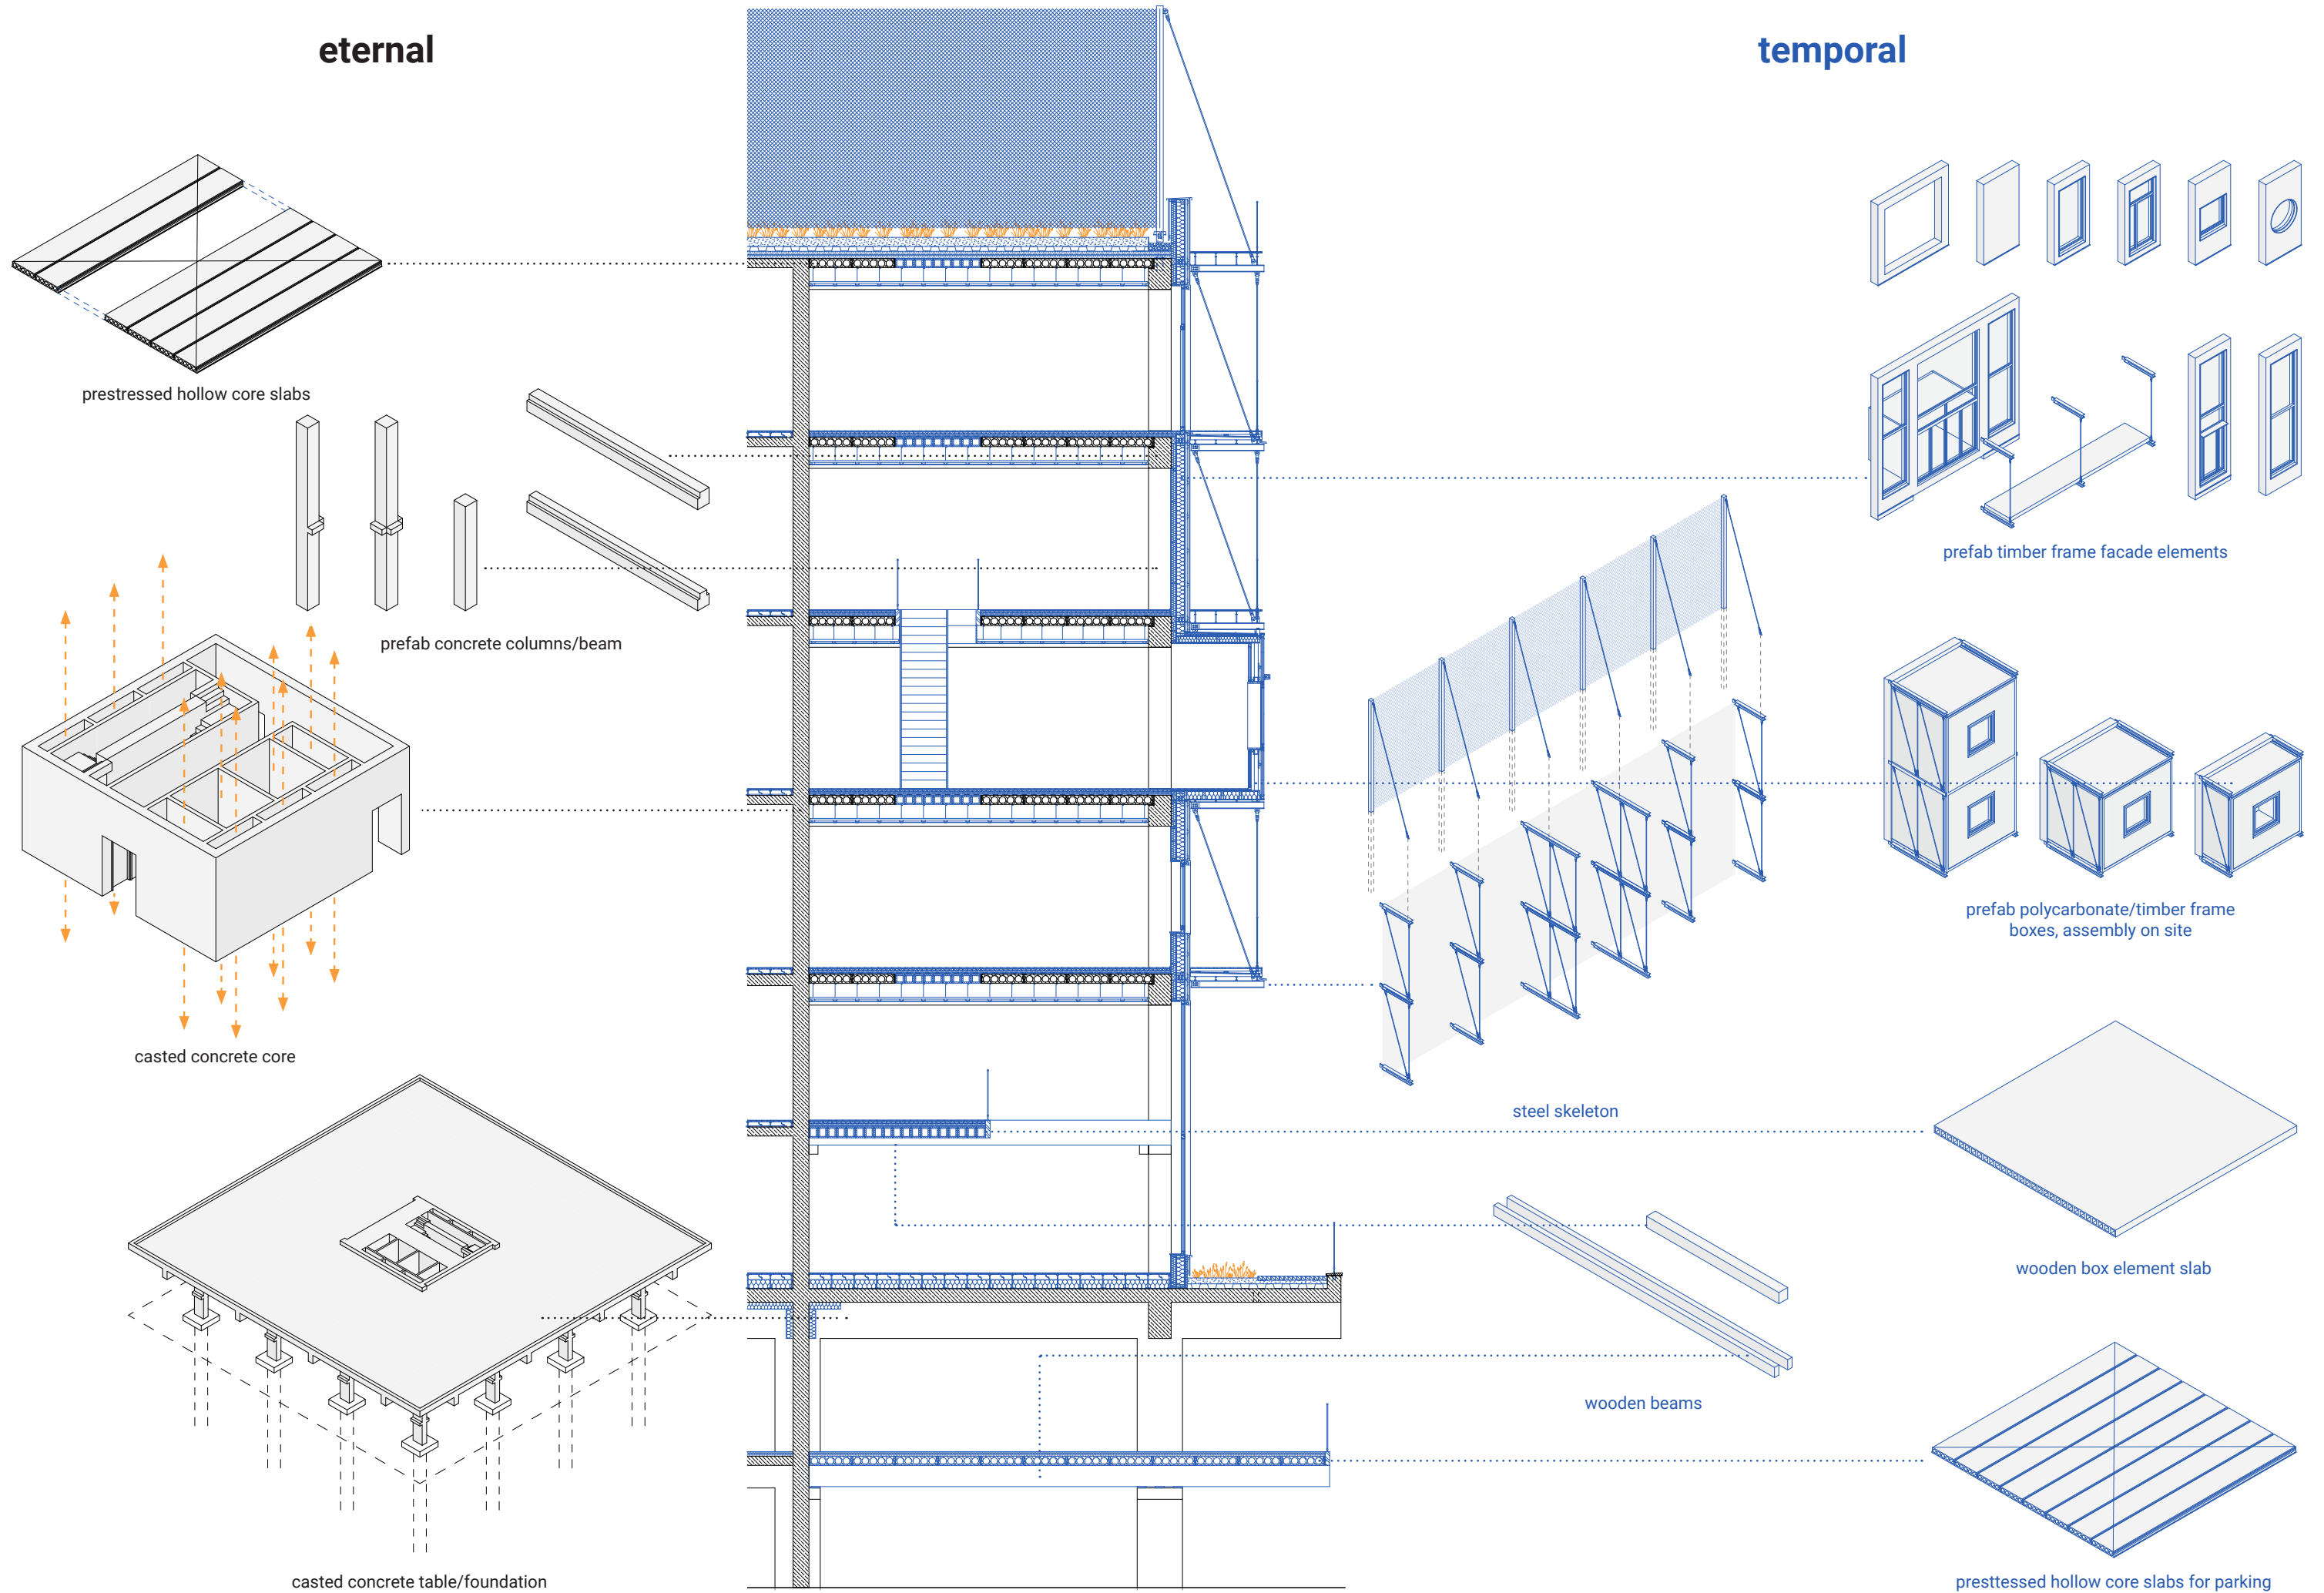 eternal
temporal
prestressed hollow core slabs
prefab concrete columns/beam
casted concrete core
casted concrete table/foundation
prefab timber frame facade elements
prefab polycarbonate/timber frame
boxes, assembly on site
steel skeleton
wooden box element slab
wooden beams
presttessed hollow core slabs for parking